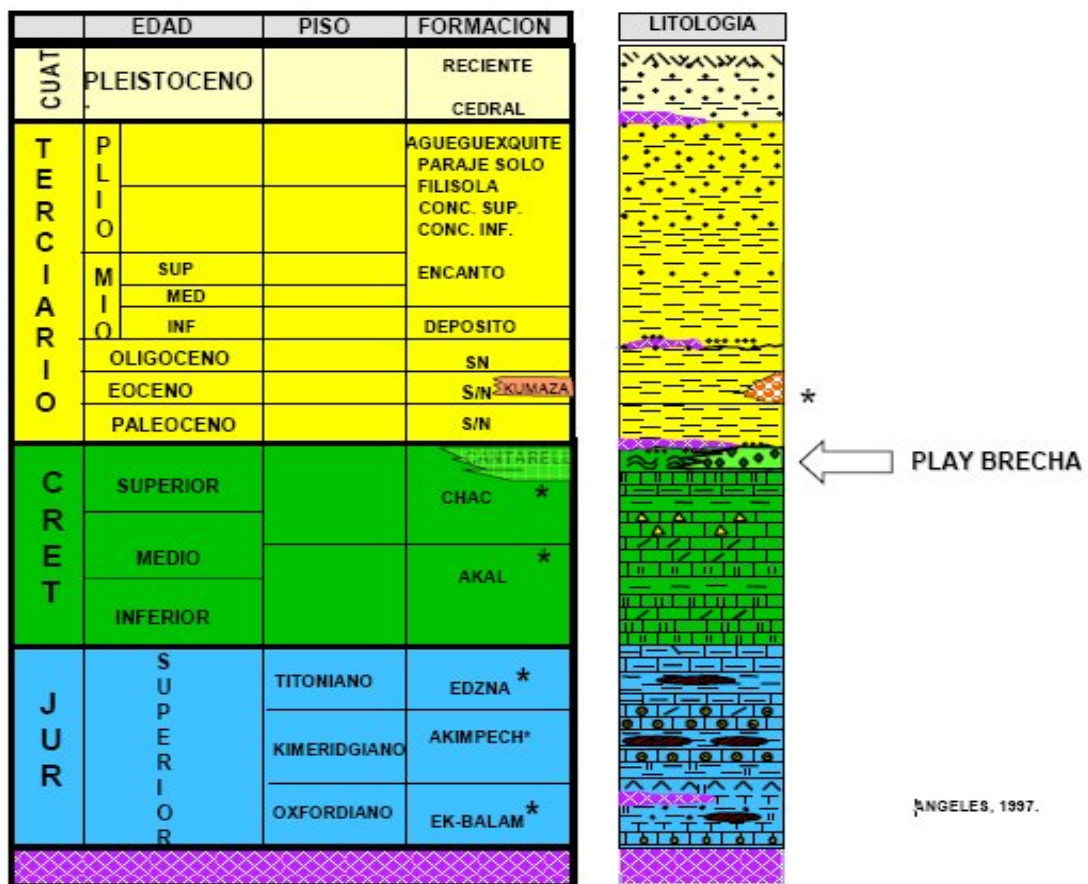 EDAD PISO FORMACION LITOLOGIA
CUAT PLEISTOCENO RECIENTE
CEDRAL
TERCIARIO
PLIO
AGUEGUEXQUITE
PARAJE SOLO
FILISOLA
CONC. SUP.
CONC. INF.
MIO
SUP ENCANTO
MED
INF DEPOSITO
OLIGOCENO SN
EOCENO S/N KUMAZA *
PALEOCENO S/N
CRET
CANTARELL
PLAY BRECHA
SUPERIOR CHAC *
MEDIO AKAL *
INFERIOR
JUR
SUPERIOR
TITONIANO EDZNA *
KIMERIDGIANO AKIMPECH*
OXFORDIANO EK-BALAM *
ANGELES, 1997.